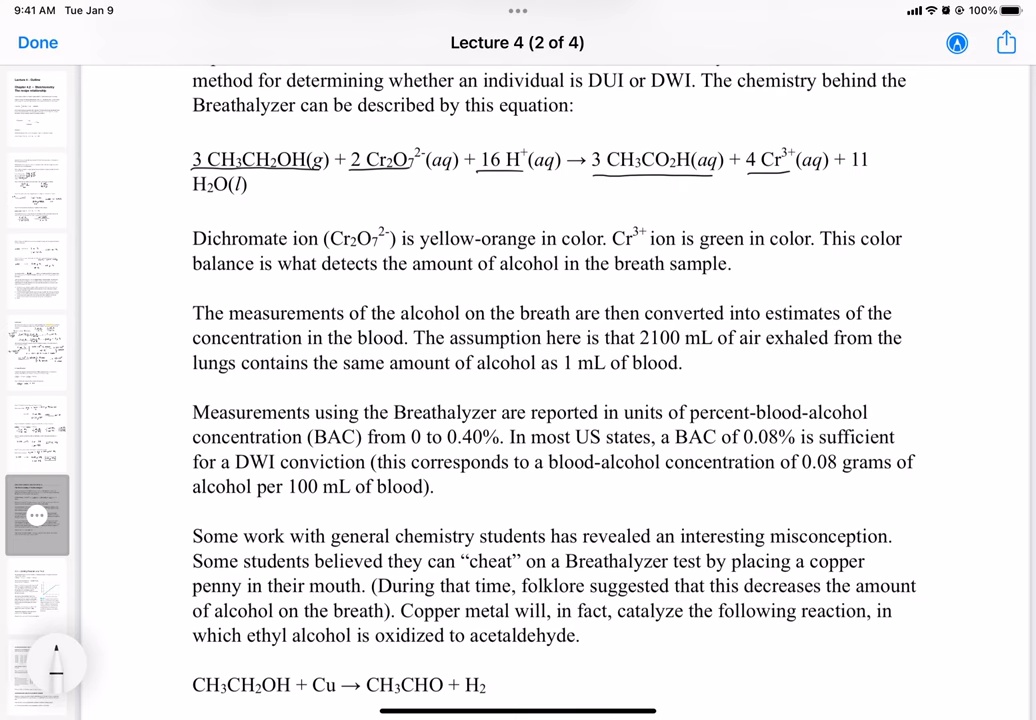 9:41 AM Tue Jan 9
100%
Done
Lecture 4 (2 of 4)
method for determining whether an individual is DUI or DWI. The chemistry behind the
Breathalyzer can be described by this equation:
3 CH₃CH₂OH(g) + 2 Cr₂O₇²⁻(aq) + 16 H⁺(aq) → 3 CH₃CO₂H(aq) + 4 Cr³⁺(aq) + 11
H₂O(l)
Dichromate ion (Cr₂O₇²⁻) is yellow-orange in color. Cr³⁺ ion is green in color. This color
balance is what detects the amount of alcohol in the breath sample.
The measurements of the alcohol on the breath are then converted into estimates of the
concentration in the blood. The assumption here is that 2100 mL of air exhaled from the
lungs contains the same amount of alcohol as 1 mL of blood.
Measurements using the Breathalyzer are reported in units of percent-blood-alcohol
concentration (BAC) from 0 to 0.40%. In most US states, a BAC of 0.08% is sufficient
for a DWI conviction (this corresponds to a blood-alcohol concentration of 0.08 grams of
alcohol per 100 mL of blood).
Some work with general chemistry students has revealed an interesting misconception.
Some students believed they can “cheat” on a Breathalyzer test by placing a copper
penny in their mouth. (During this time, folklore suggested that this decreases the amount
of alcohol on the breath). Copper metal will, in fact, catalyze the following reaction, in
which ethyl alcohol is oxidized to acetaldehyde.
CH₃CH₂OH + Cu → CH₃CHO + H₂